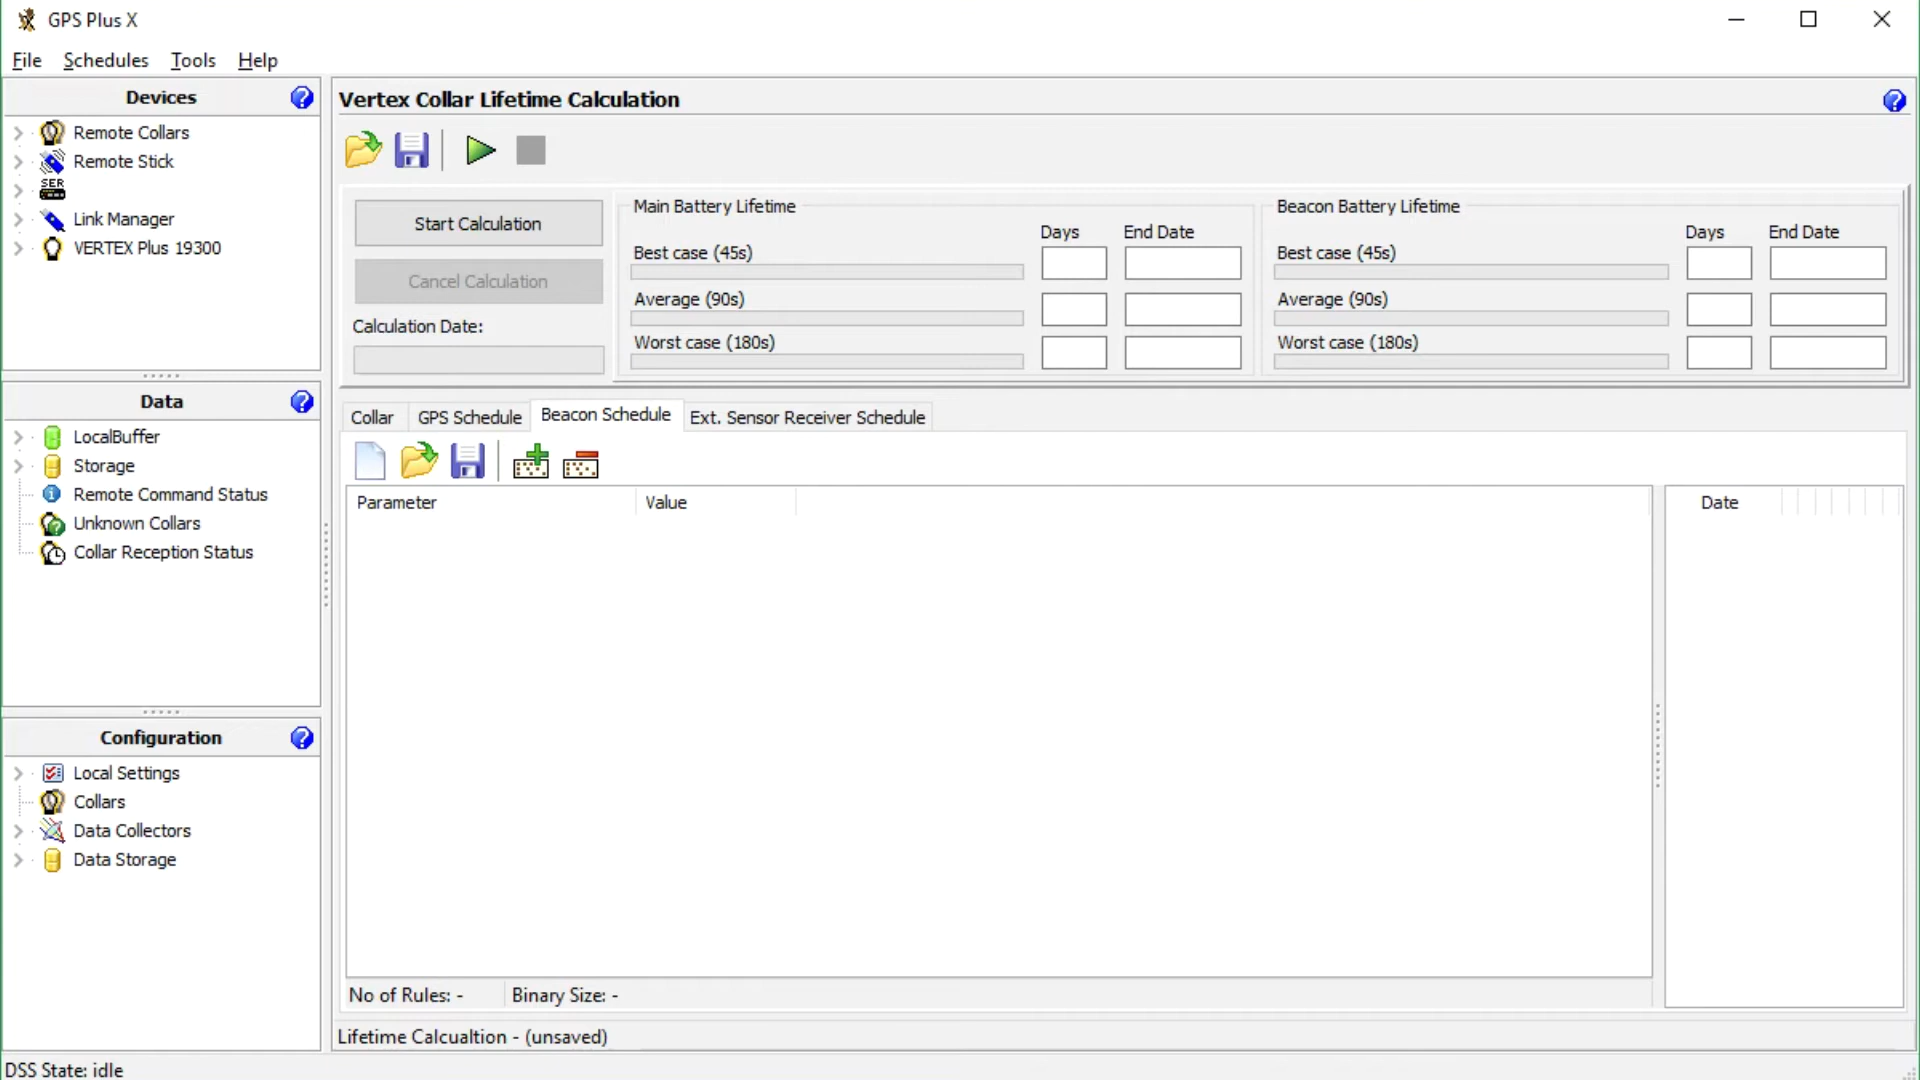 GPS Plus X
File Schedules Tools Help
Devices
Remote Collars
Remote Stick
SER
Link Manager
VERTEX Plus 19300
Data
LocalBuffer
Storage
Remote Command Status
Unknown Collars
Collar Reception Status
Configuration
Local Settings
Collars
Data Collectors
Data Storage
Vertex Collar Lifetime Calculation
Start Calculation
Cancel Calculation
Calculation Date:
Main Battery Lifetime
Days End Date
Best case (45s)
Average (90s)
Worst case (180s)
Beacon Battery Lifetime
Days End Date
Best case (45s)
Average (90s)
Worst case (180s)
Collar GPS Schedule Beacon Schedule Ext. Sensor Receiver Schedule
Parameter Value
Date
No of Rules: - Binary Size: -
Lifetime Calcualtion - (unsaved)
DSS State: idle